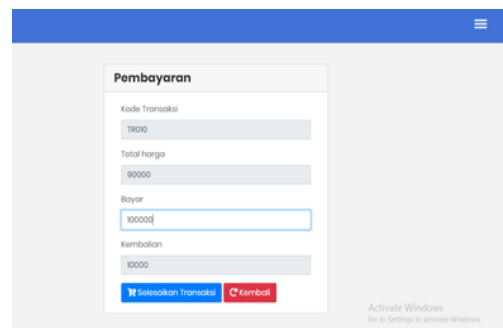 Pembayaran
Kode Transaksi
TR010
Total harga
90000
Bayar
100000
Kembalian
10000
Selesaikan Transaksi
Kembali
Activate Windows
Go to Settings to activate Windows.